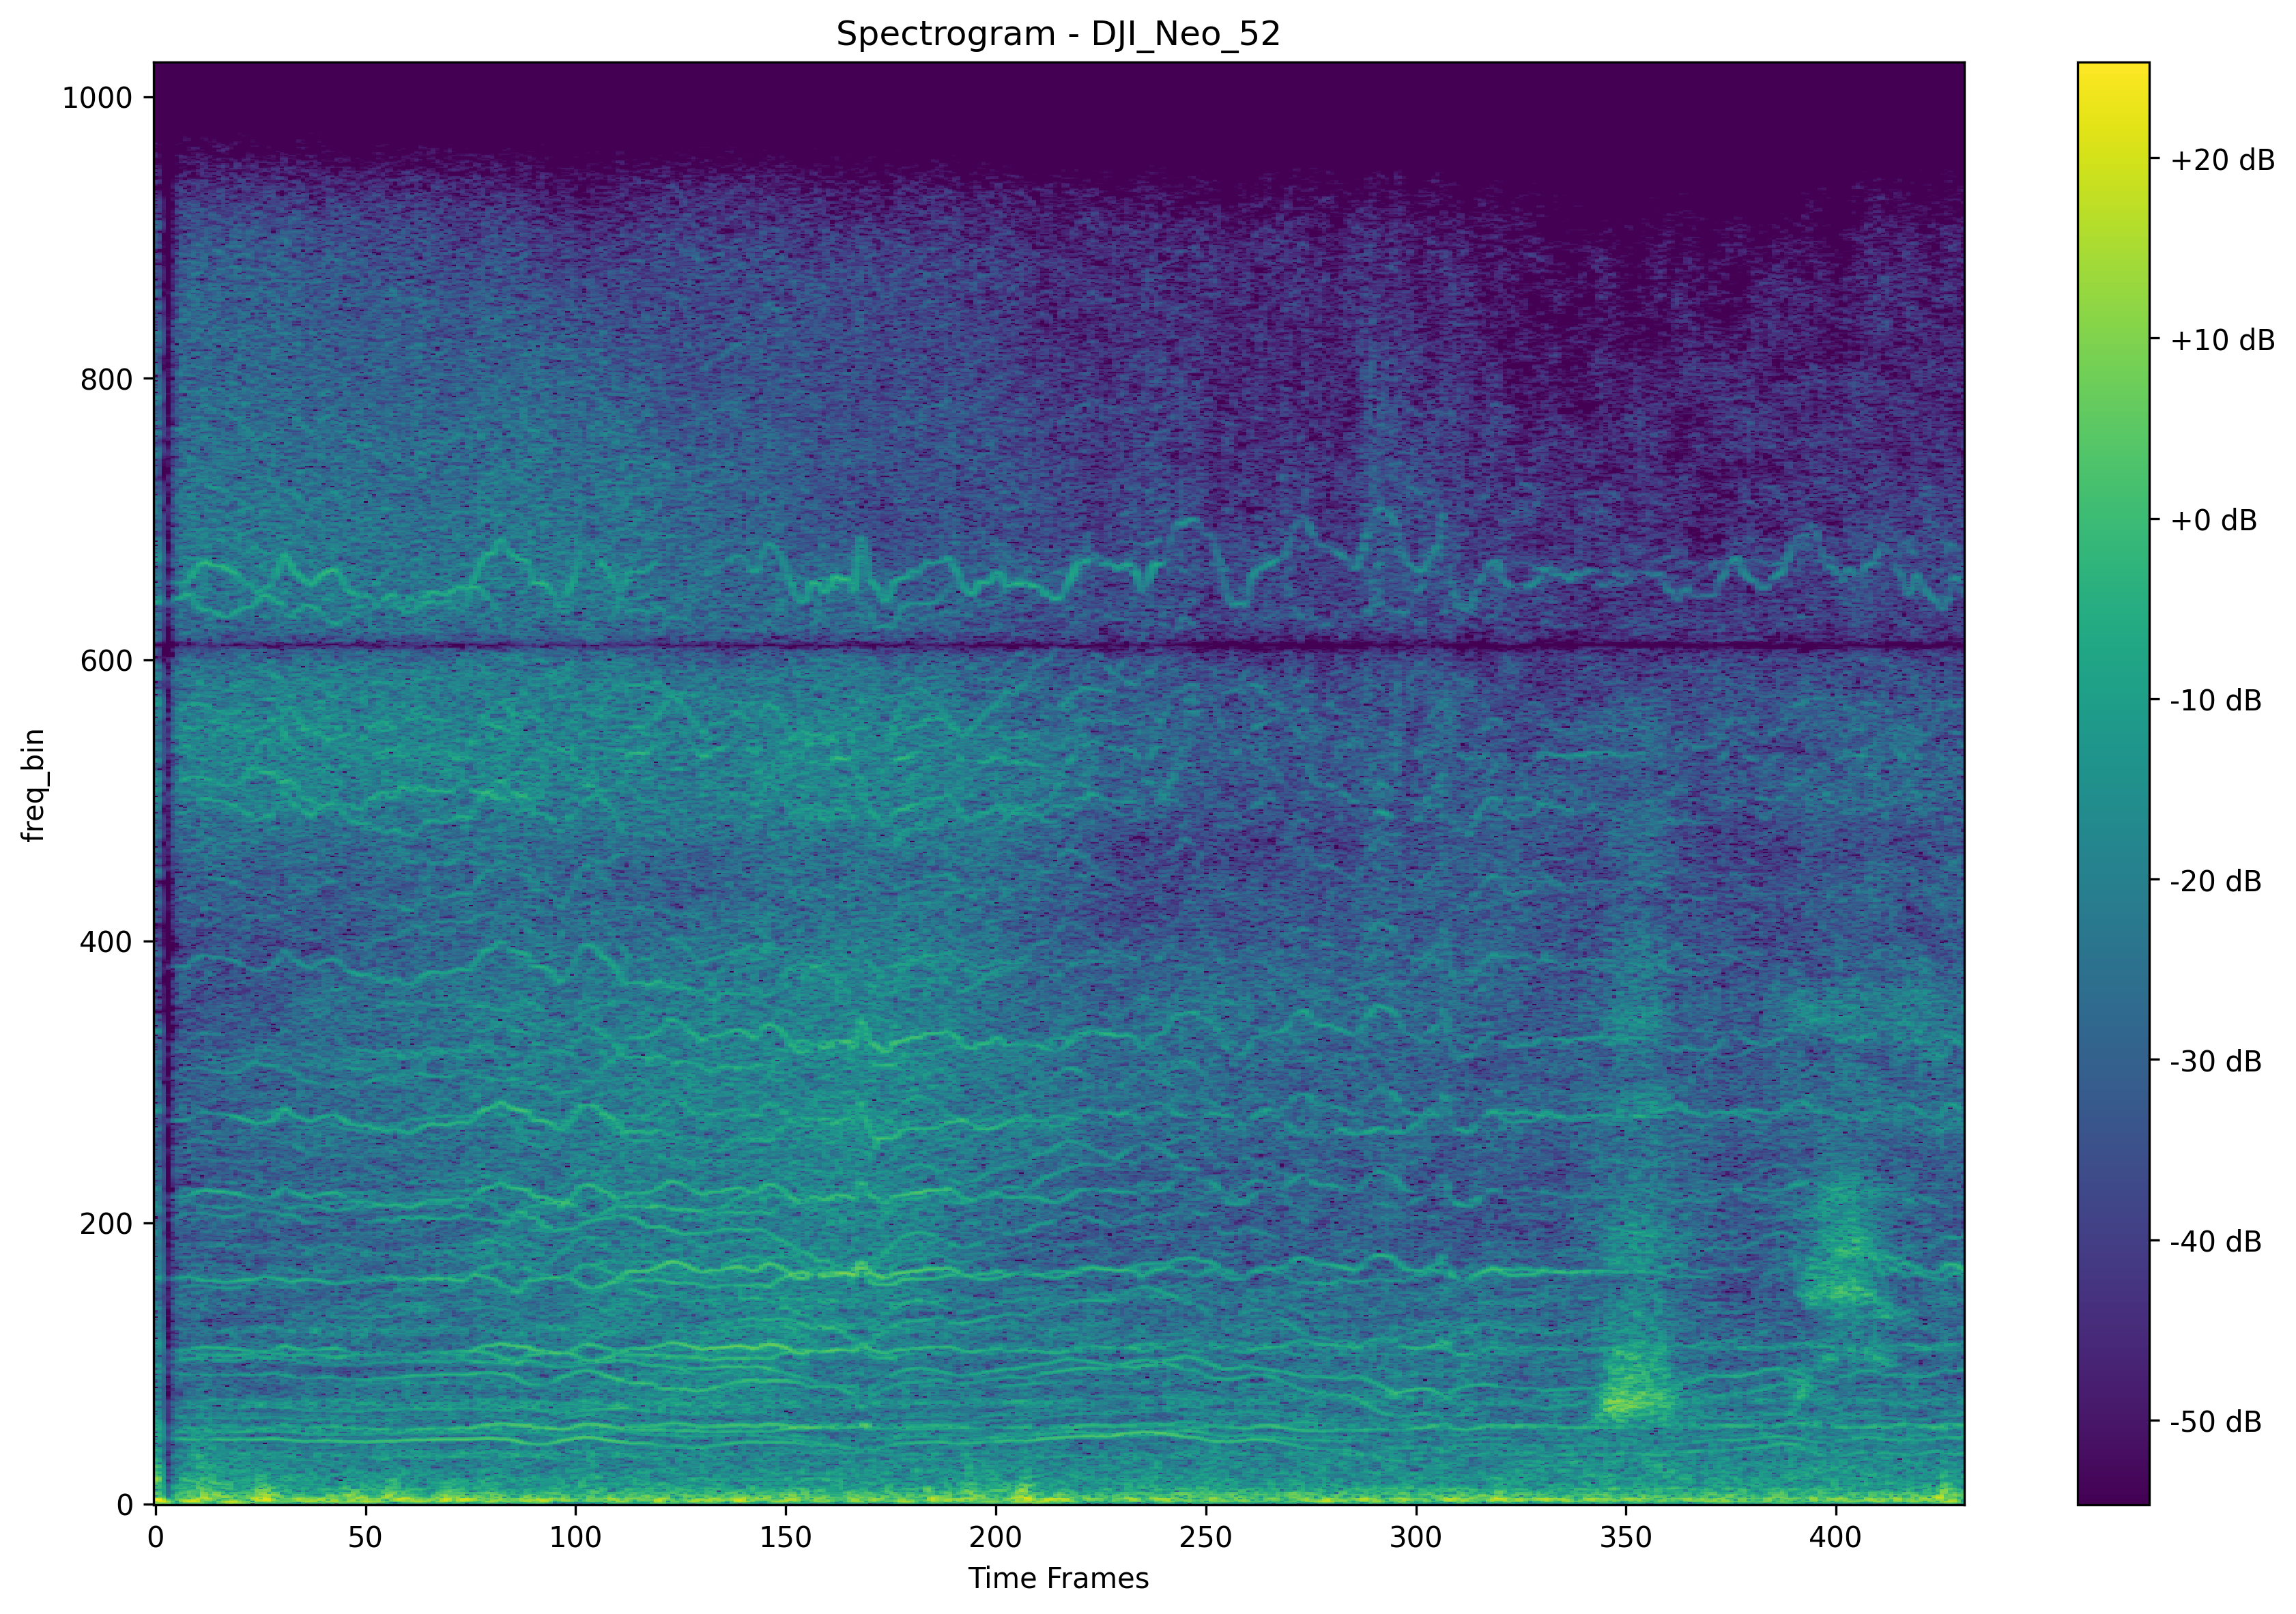 Spectrogram - DJI_Neo_52
1000
800
600
400
200
0
freq_bin
0 50 100 150 200 250 300 350 400
Time Frames
+20 dB
+10 dB
+0 dB
-10 dB
-20 dB
-30 dB
-40 dB
-50 dB